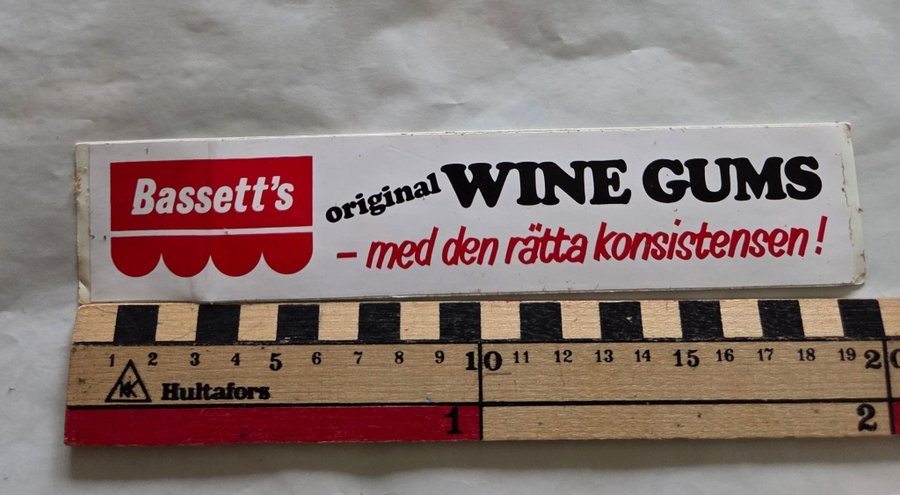 Bassett's
original WINE GUMS
– med den rätta konsistensen!
1 2 3 4 5 6 7 8 9 10 11 12 13 14 15 16 17 18 19 20
Hultafors
1 2